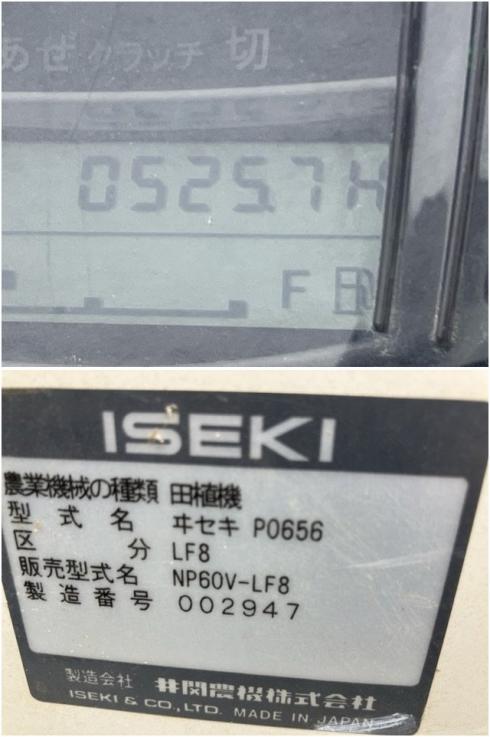 あぜクラッチ 切
0525.7H
F
ISEKI
農業機械の種類 田植機
型式名 ヰセキ P0656
区分 LF8
販売型式名 NP60V-LF8
製造番号 002947
製造会社 井関農機株式会社
ISEKI & CO., LTD. MADE IN JAPAN